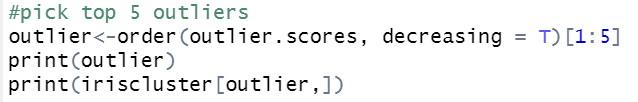 #pick top 5 outliers
outlier<-order(outlier.scores, decreasing = T)[1:5]
print(outlier)
print(iriscluster[outlier,])